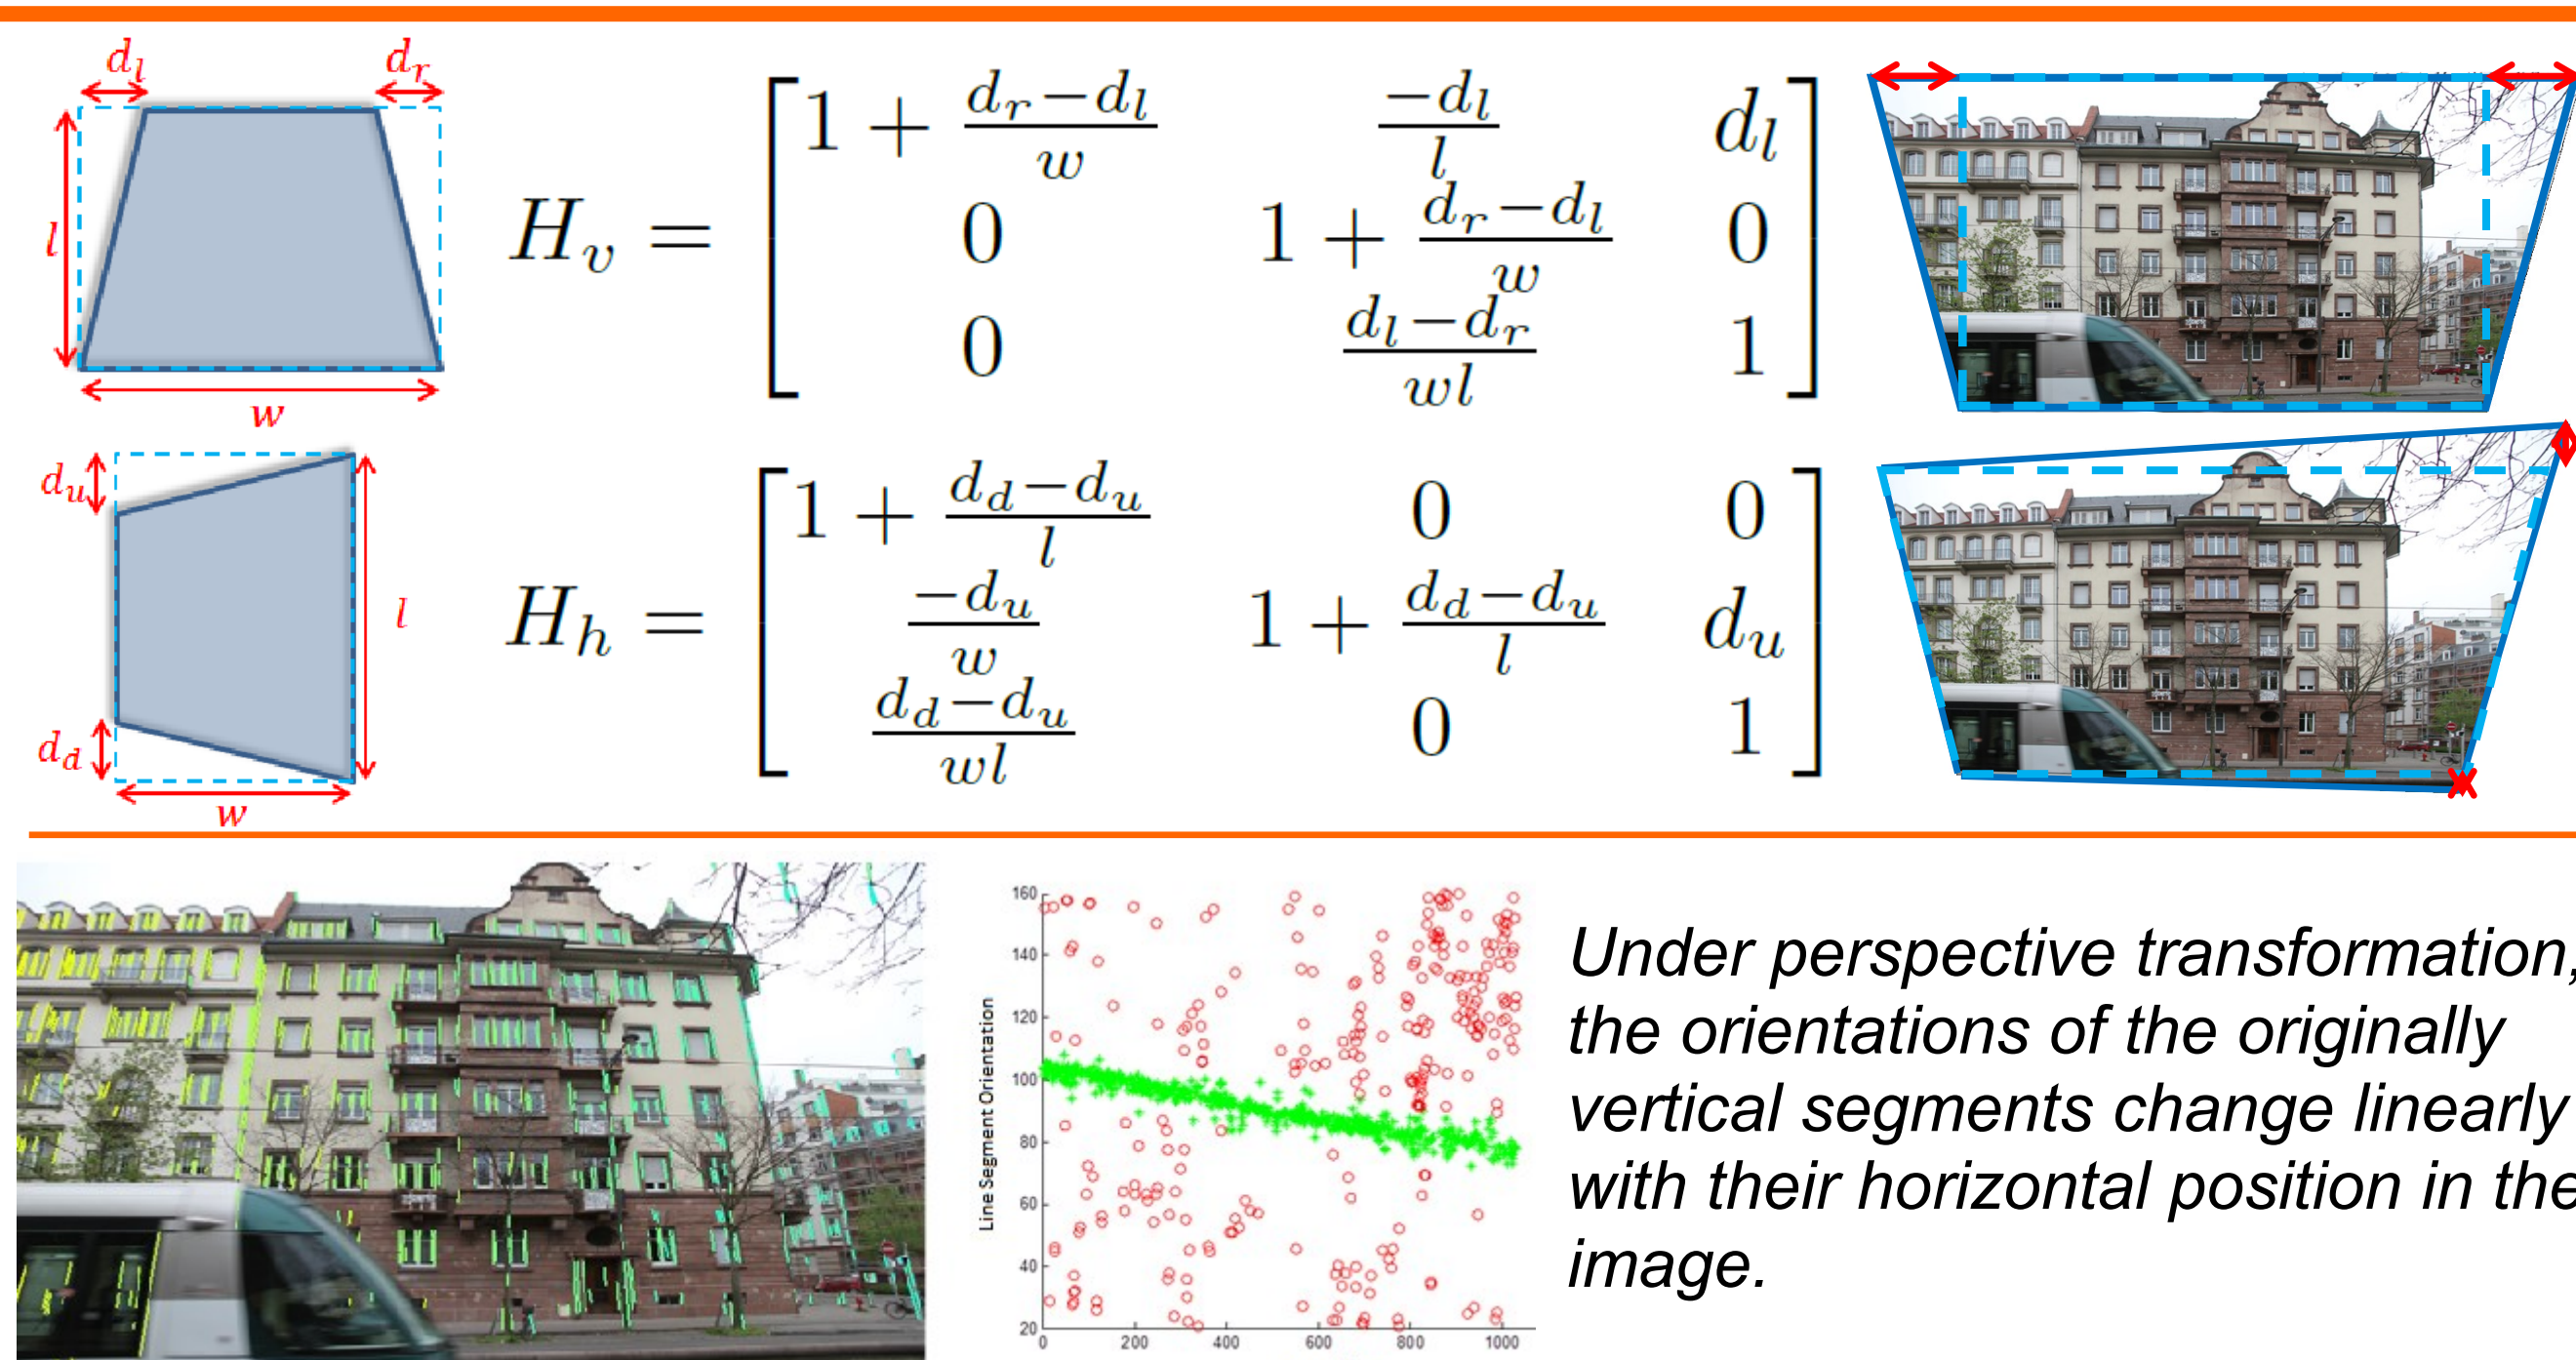 d_l d_r
l
w
H_v = [ 1 + (d_r−d_l)/w −d_l/l d_l
0 1 + (d_r−d_l)/w 0
0 (d_l−d_r)/wl 1 ]
d_u
l
d_d
w
H_h = [ 1 + (d_d−d_u)/l 0 0
−d_u/w 1 + (d_d−d_u)/l d_u
(d_d−d_u)/wl 0 1 ]
Line Segment Orientation
160
140
120
100
80
60
40
20
0 200 400 600 800 1000
Under perspective transformation,
the orientations of the originally
vertical segments change linearly
with their horizontal position in the
image.